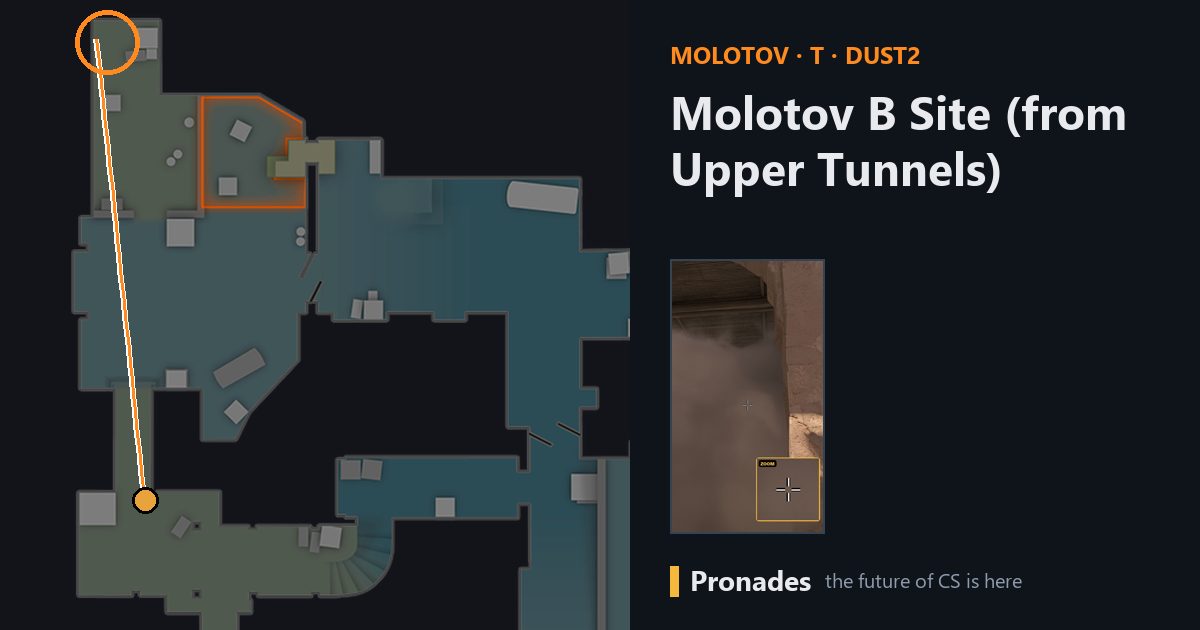 MOLOTOV · T · DUST2
Molotov B Site (from
Upper Tunnels)
ZOOM
Pronades the future of CS is here